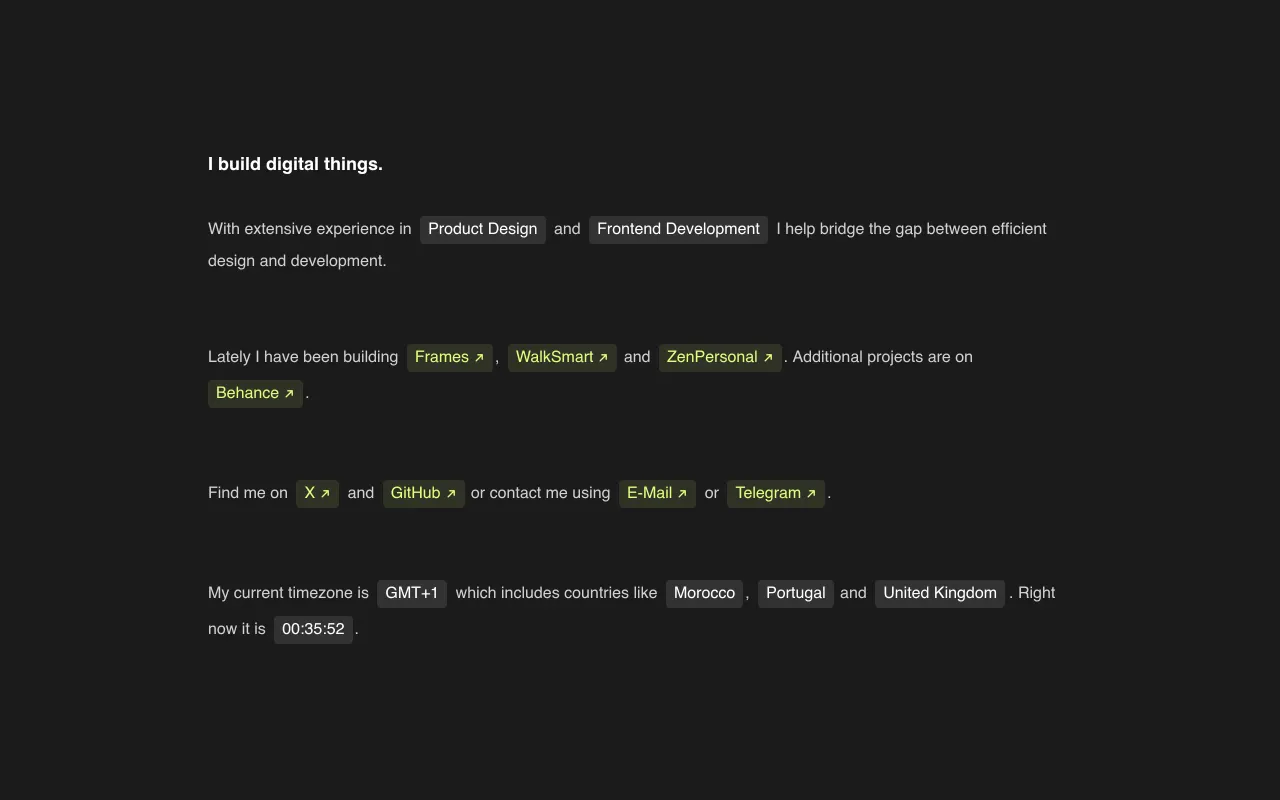 I build digital things.
With extensive experience in Product Design and Frontend Development I help bridge the gap between efficient
design and development.
Lately I have been building Frames ↗, WalkSmart ↗ and ZenPersonal ↗. Additional projects are on
Behance ↗.
Find me on X ↗ and GitHub ↗ or contact me using E-Mail ↗ or Telegram ↗.
My current timezone is GMT+1 which includes countries like Morocco, Portugal and United Kingdom. Right
now it is 00:35:52.